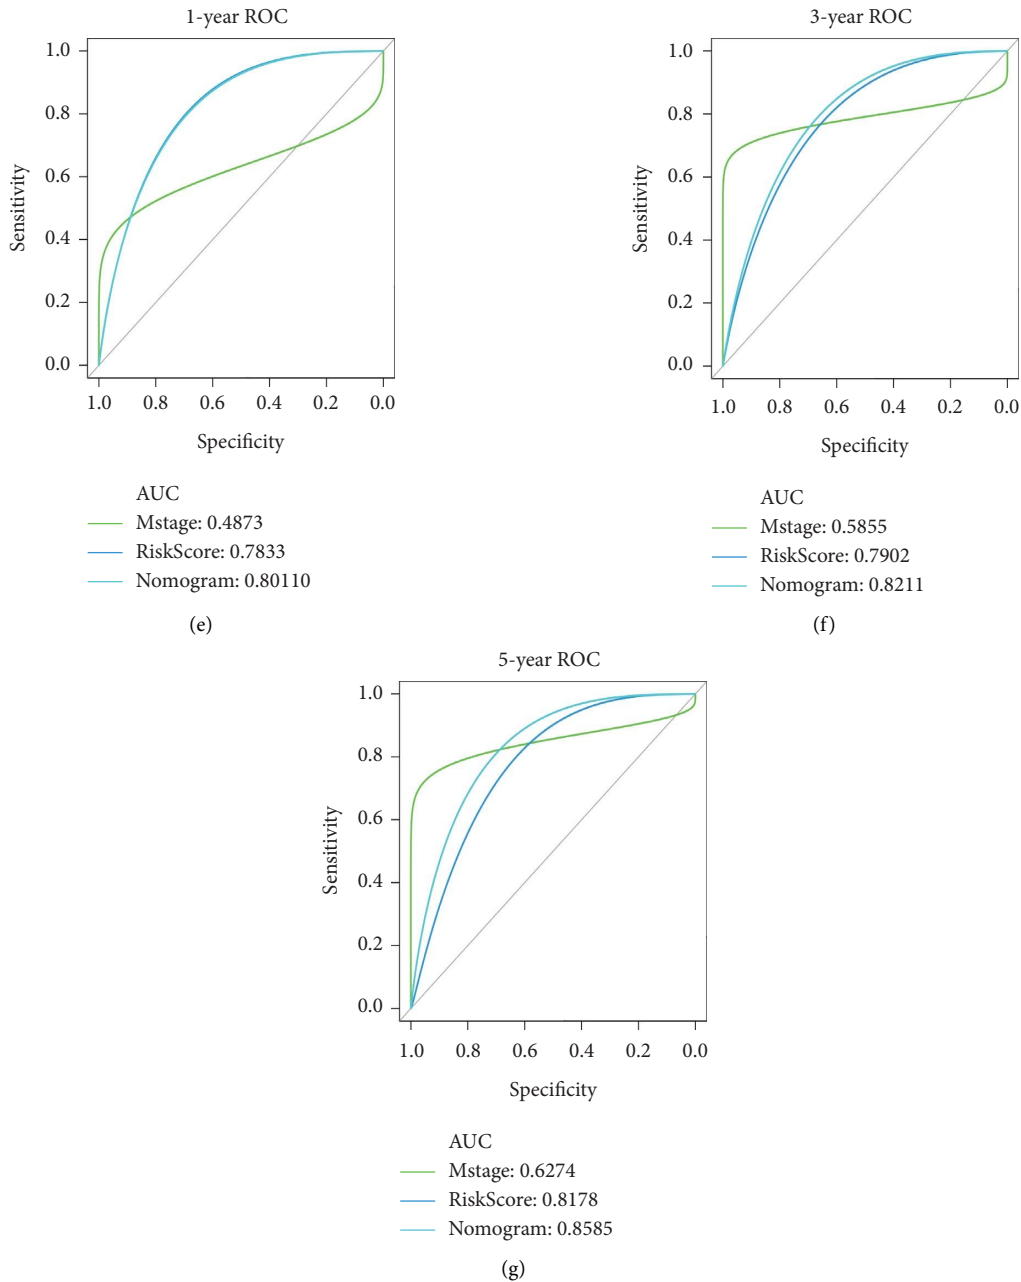 1-year ROC
1.0
0.8
0.6
0.4
0.2
0.0
Sensitivity
1.0 0.8 0.6 0.4 0.2 0.0
Specificity
AUC
Mstage: 0.4873
RiskScore: 0.7833
Nomogram: 0.80110
(e)
3-year ROC
1.0
0.8
0.6
0.4
0.2
0.0
Sensitivity
1.0 0.8 0.6 0.4 0.2 0.0
Specificity
AUC
Mstage: 0.5855
RiskScore: 0.7902
Nomogram: 0.8211
(f)
5-year ROC
1.0
0.8
0.6
0.4
0.2
0.0
Sensitivity
1.0 0.8 0.6 0.4 0.2 0.0
Specificity
AUC
Mstage: 0.6274
RiskScore: 0.8178
Nomogram: 0.8585
(g)